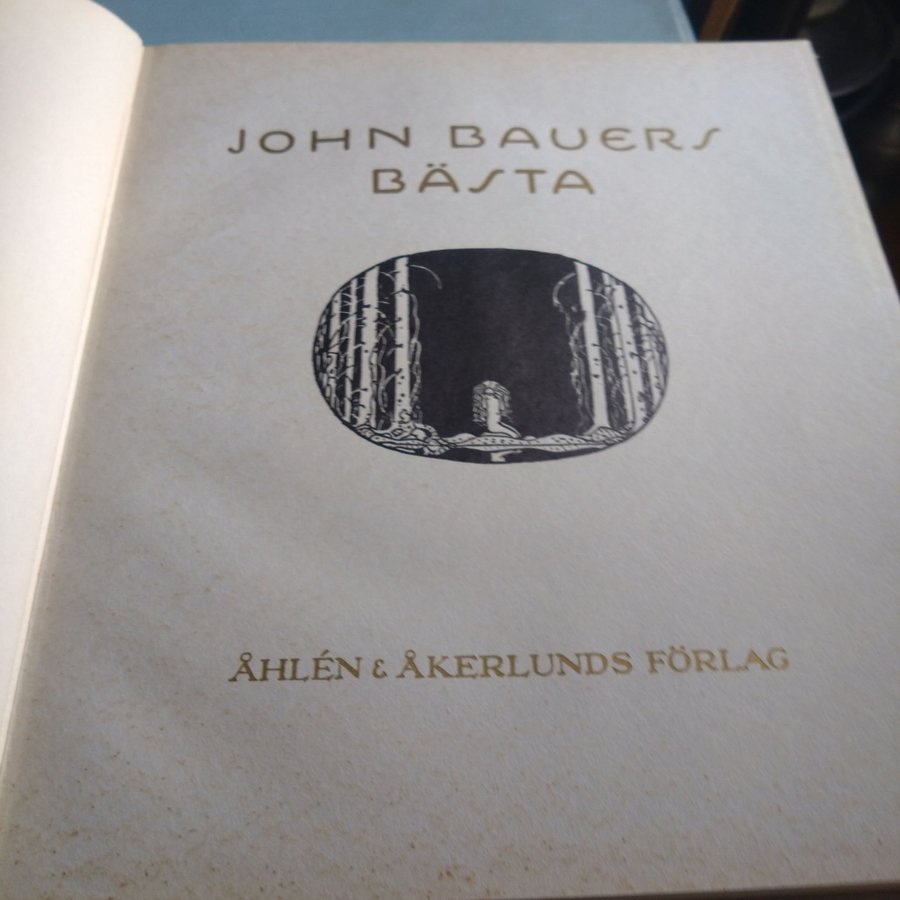 JOHN BAUERS
BÄSTA
ÅHLÉN & ÅKERLUNDS FÖRLAG